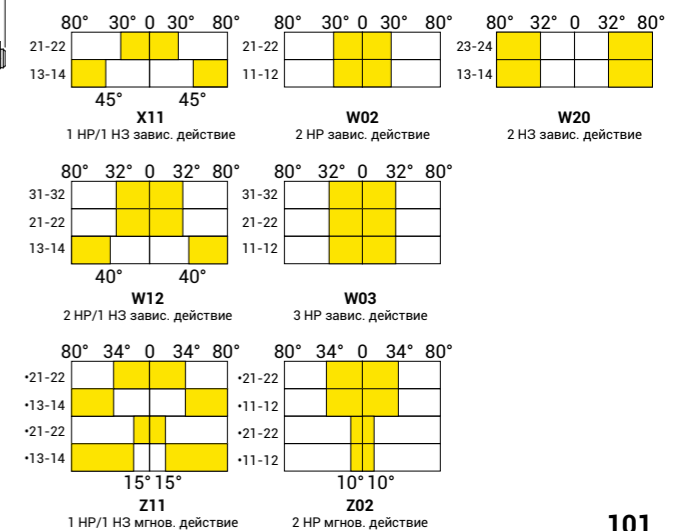 80° 30° 0 30° 80°
21-22
13-14
45° 45°
X11
1 НР/1 НЗ завис. действие
80° 30° 0 30° 80°
21-22
11-12
W02
2 НР завис. действие
80° 32° 0 32° 80°
23-24
13-14
W20
2 НЗ завис. действие
80° 32° 0 32° 80°
31-32
21-22
13-14
40° 40°
W12
2 НР/1 НЗ завис. действие
80° 32° 0 32° 80°
31-32
21-22
11-12
W03
3 НР завис. действие
80° 34° 0 34° 80°
•21-22
•13-14
•21-22
•13-14
15° 15°
Z11
1 НР/1 НЗ мгнов. действие
80° 34° 0 34° 80°
•21-22
•11-12
•21-22
•11-12
10° 10°
Z02
2 НР мгнов. действие
101